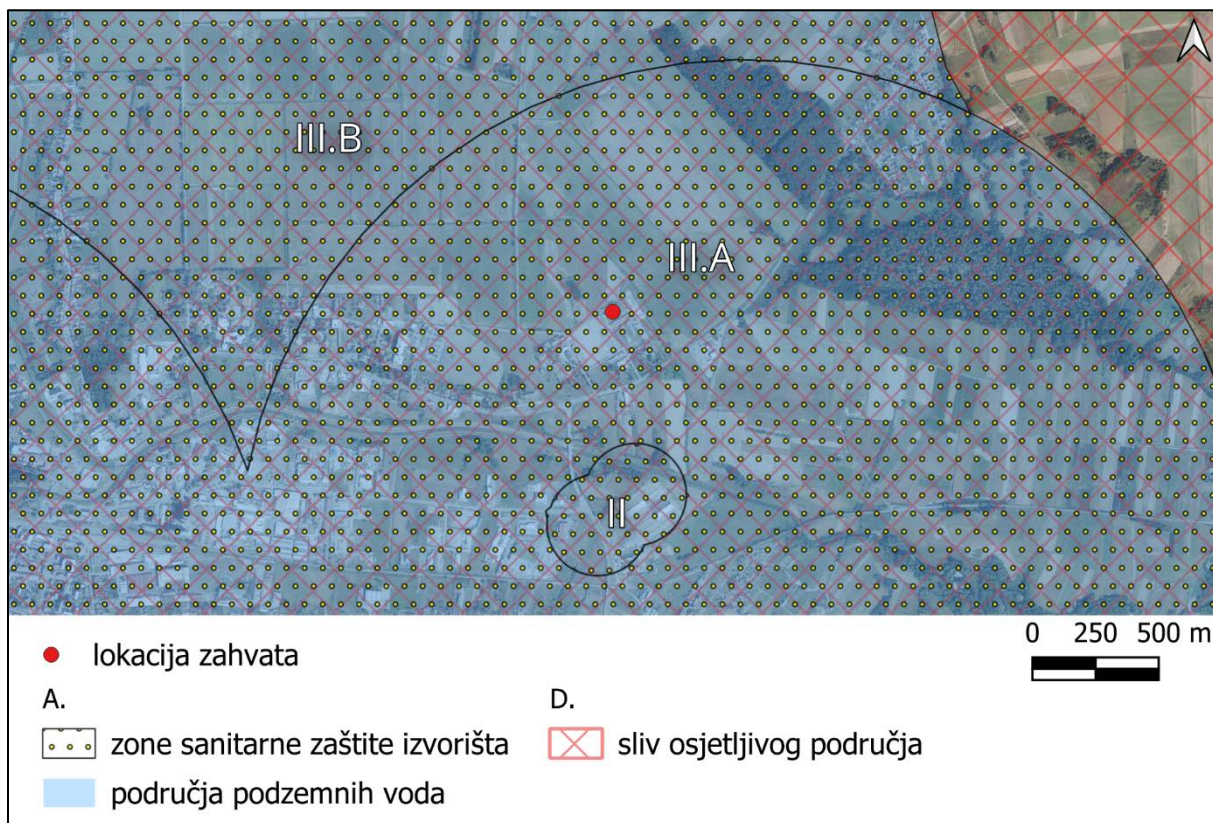 III.B
III.A
II
0 250 500 m
lokacija zahvata
A.
zone sanitarne zaštite izvorišta
područja podzemnih voda
D.
sliv osjetljivog područja